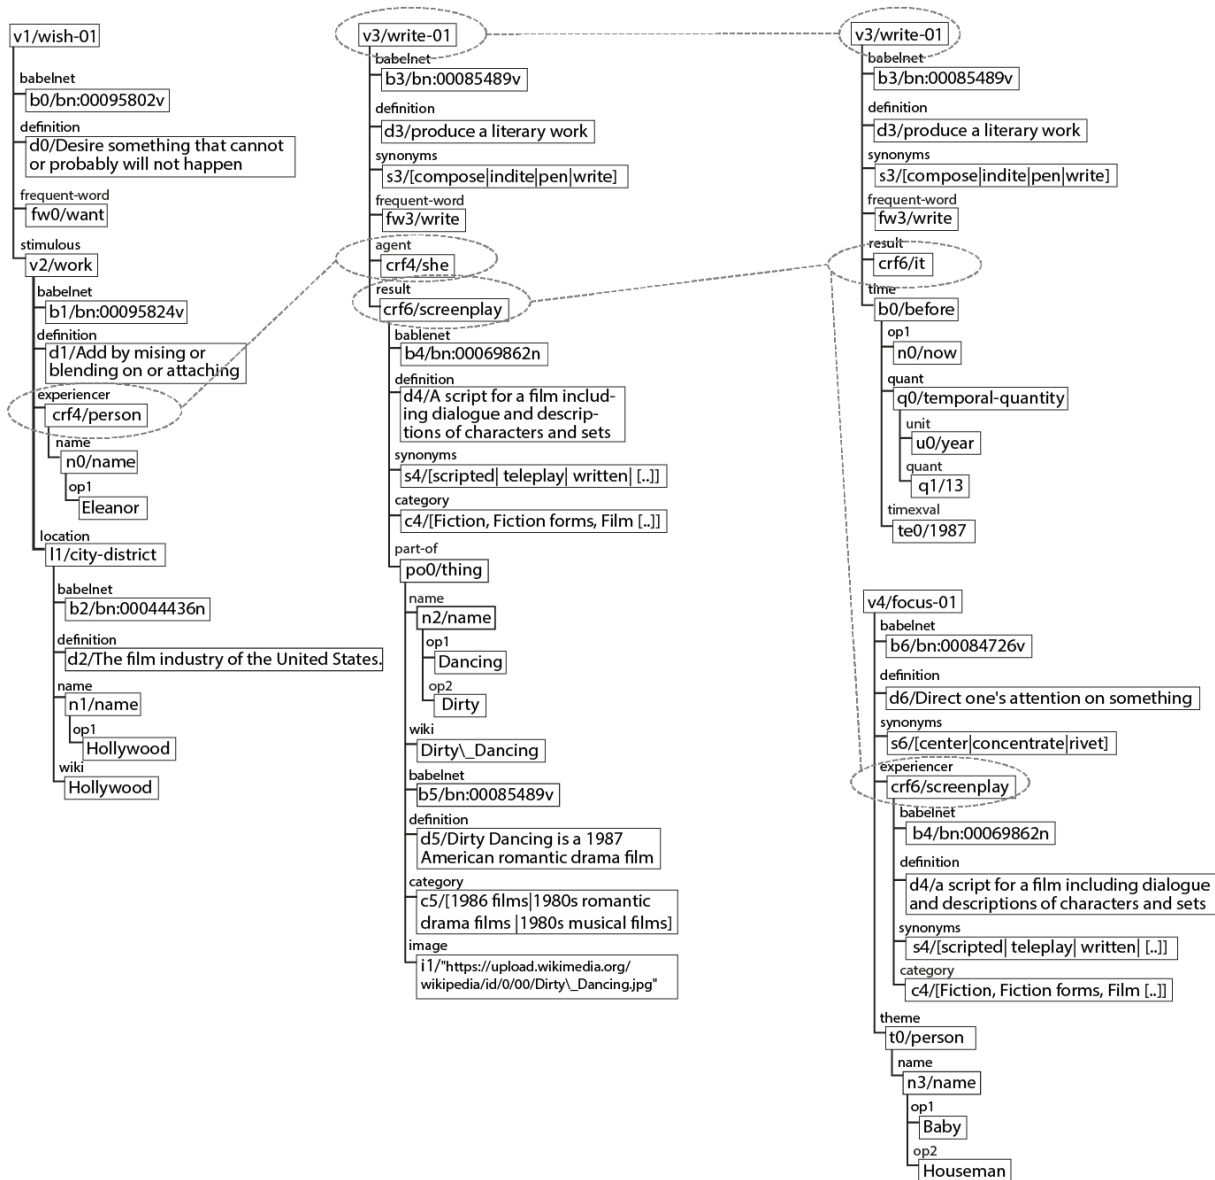 v1/wish-01
babelnet
b0/bn:00095802v
definition
d0/Desire something that cannot
or probably will not happen
frequent-word
fw0/want
stimulous
v2/work
babelnet
b1/bn:00095824v
definition
d1/Add by mising or
blending on or attaching
experiencer
crf4/person
name
n0/name
op1
Eleanor
location
l1/city-district
babelnet
b2/bn:00044436n
definition
d2/The film industry of the United States.
name
n1/name
op1
Hollywood
wiki
Hollywood
v3/write-01
babelnet
b3/bn:00085489v
definition
d3/produce a literary work
synonyms
s3/[compose|indite|pen|write]
frequent-word
fw3/write
agent
crf4/she
result
crf6/screenplay
bablenet
b4/bn:00069862n
definition
d4/A script for a film includ-
ing dialogue and descrip-
tions of characters and sets
synonyms
s4/[scripted| teleplay| written| [..]]
category
c4/[Fiction, Fiction forms, Film [..]]
part-of
po0/thing
name
n2/name
op1
Dancing
op2
Dirty
wiki
Dirty\_Dancing
babelnet
b5/bn:00085489v
definition
d5/Dirty Dancing is a 1987
American romantic drama film
category
c5/[1986 films|1980s romantic
drama films |1980s musical films]
image
i1/"https://upload.wikimedia.org/
wikipedia/id/0/00/Dirty\_Dancing.jpg"
v3/write-01
babelnet
b3/bn:00085489v
definition
d3/produce a literary work
synonyms
s3/[compose|indite|pen|write]
frequent-word
fw3/write
result
crf6/it
time
b0/before
op1
n0/now
quant
q0/temporal-quantity
unit
u0/year
quant
q1/13
timexval
te0/1987
v4/focus-01
babelnet
b6/bn:00084726v
definition
d6/Direct one's attention on something
synonyms
s6/[center|concentrate|rivet]
experiencer
crf6/screenplay
babelnet
b4/bn:00069862n
definition
d4/a script for a film including dialogue
and descriptions of characters and sets
synonyms
s4/[scripted| teleplay| written| [..]]
category
c4/[Fiction, Fiction forms, Film [..]]
theme
t0/person
name
n3/name
op1
Baby
op2
Houseman